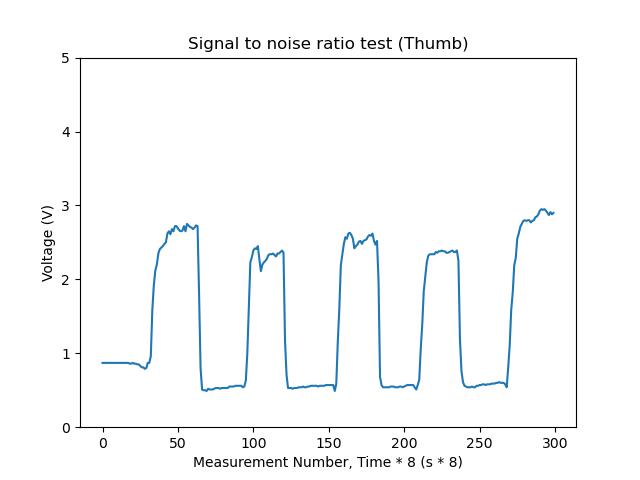 Signal to noise ratio test (Thumb)
5
4
3
2
1
0
Voltage (V)
0 50 100 150 200 250 300
Measurement Number, Time * 8 (s * 8)